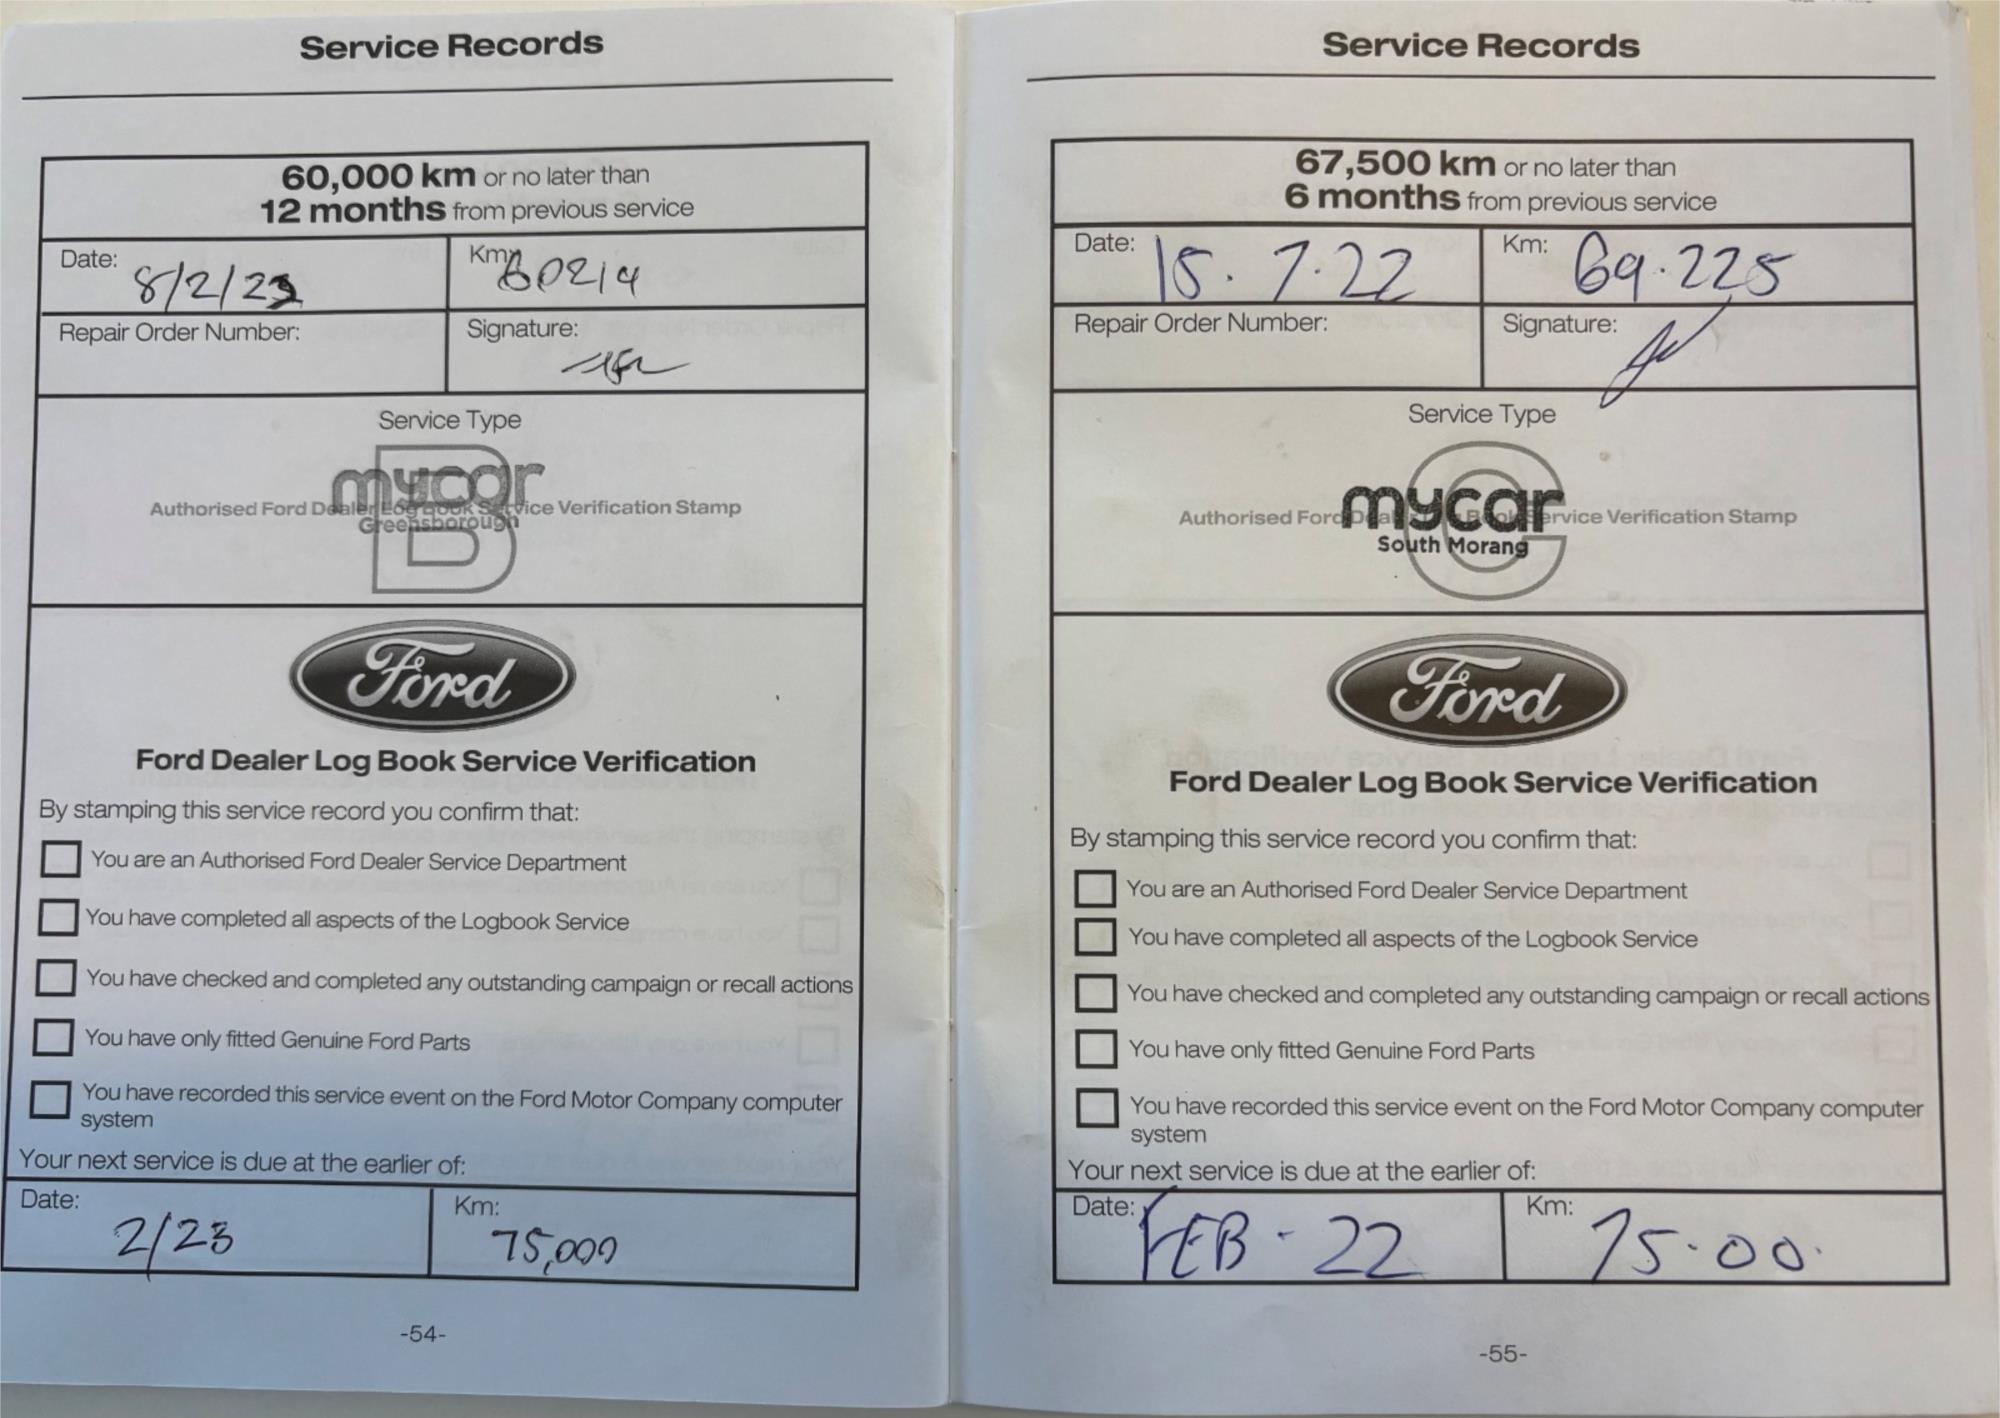 Service Records
60,000 km or no later than
12 months from previous service
Date: 8/2/22
Km: 60214
Repair Order Number:
Signature:
Service Type
B
mycar
Greensborough
Authorised Ford Dealer Log Book Service Verification Stamp
Ford
Ford Dealer Log Book Service Verification
By stamping this service record you confirm that:
You are an Authorised Ford Dealer Service Department
You have completed all aspects of the Logbook Service
You have checked and completed any outstanding campaign or recall actions
You have only fitted Genuine Ford Parts
You have recorded this service event on the Ford Motor Company computer
system
Your next service is due at the earlier of:
Date: 2/23
Km: 75,000
-54-
Service Records
67,500 km or no later than
6 months from previous service
Date: 15.7.22
Km: 69.225
Repair Order Number:
Signature:
Service Type
C
mycar
South Morang
Authorised Ford Dealer Log Book Service Verification Stamp
Ford
Ford Dealer Log Book Service Verification
By stamping this service record you confirm that:
You are an Authorised Ford Dealer Service Department
You have completed all aspects of the Logbook Service
You have checked and completed any outstanding campaign or recall actions
You have only fitted Genuine Ford Parts
You have recorded this service event on the Ford Motor Company computer
system
Your next service is due at the earlier of:
Date: FEB - 22
Km: 75.00.
-55-